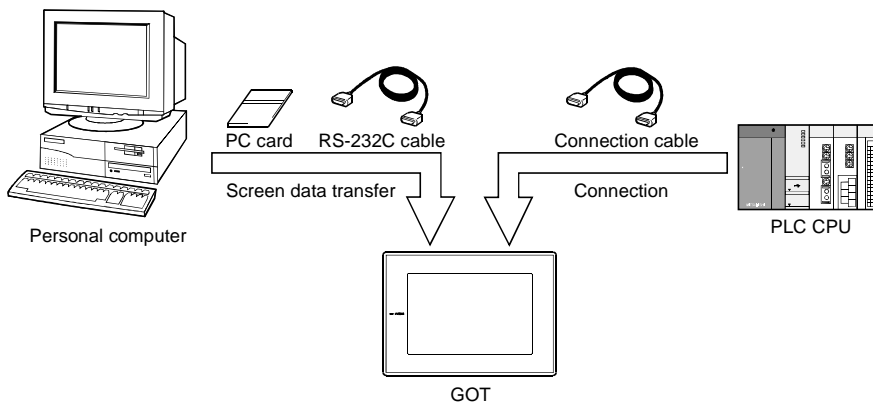 PC card
RS-232C cable
Connection cable
Screen data transfer
Connection
Personal computer
PLC CPU
GOT